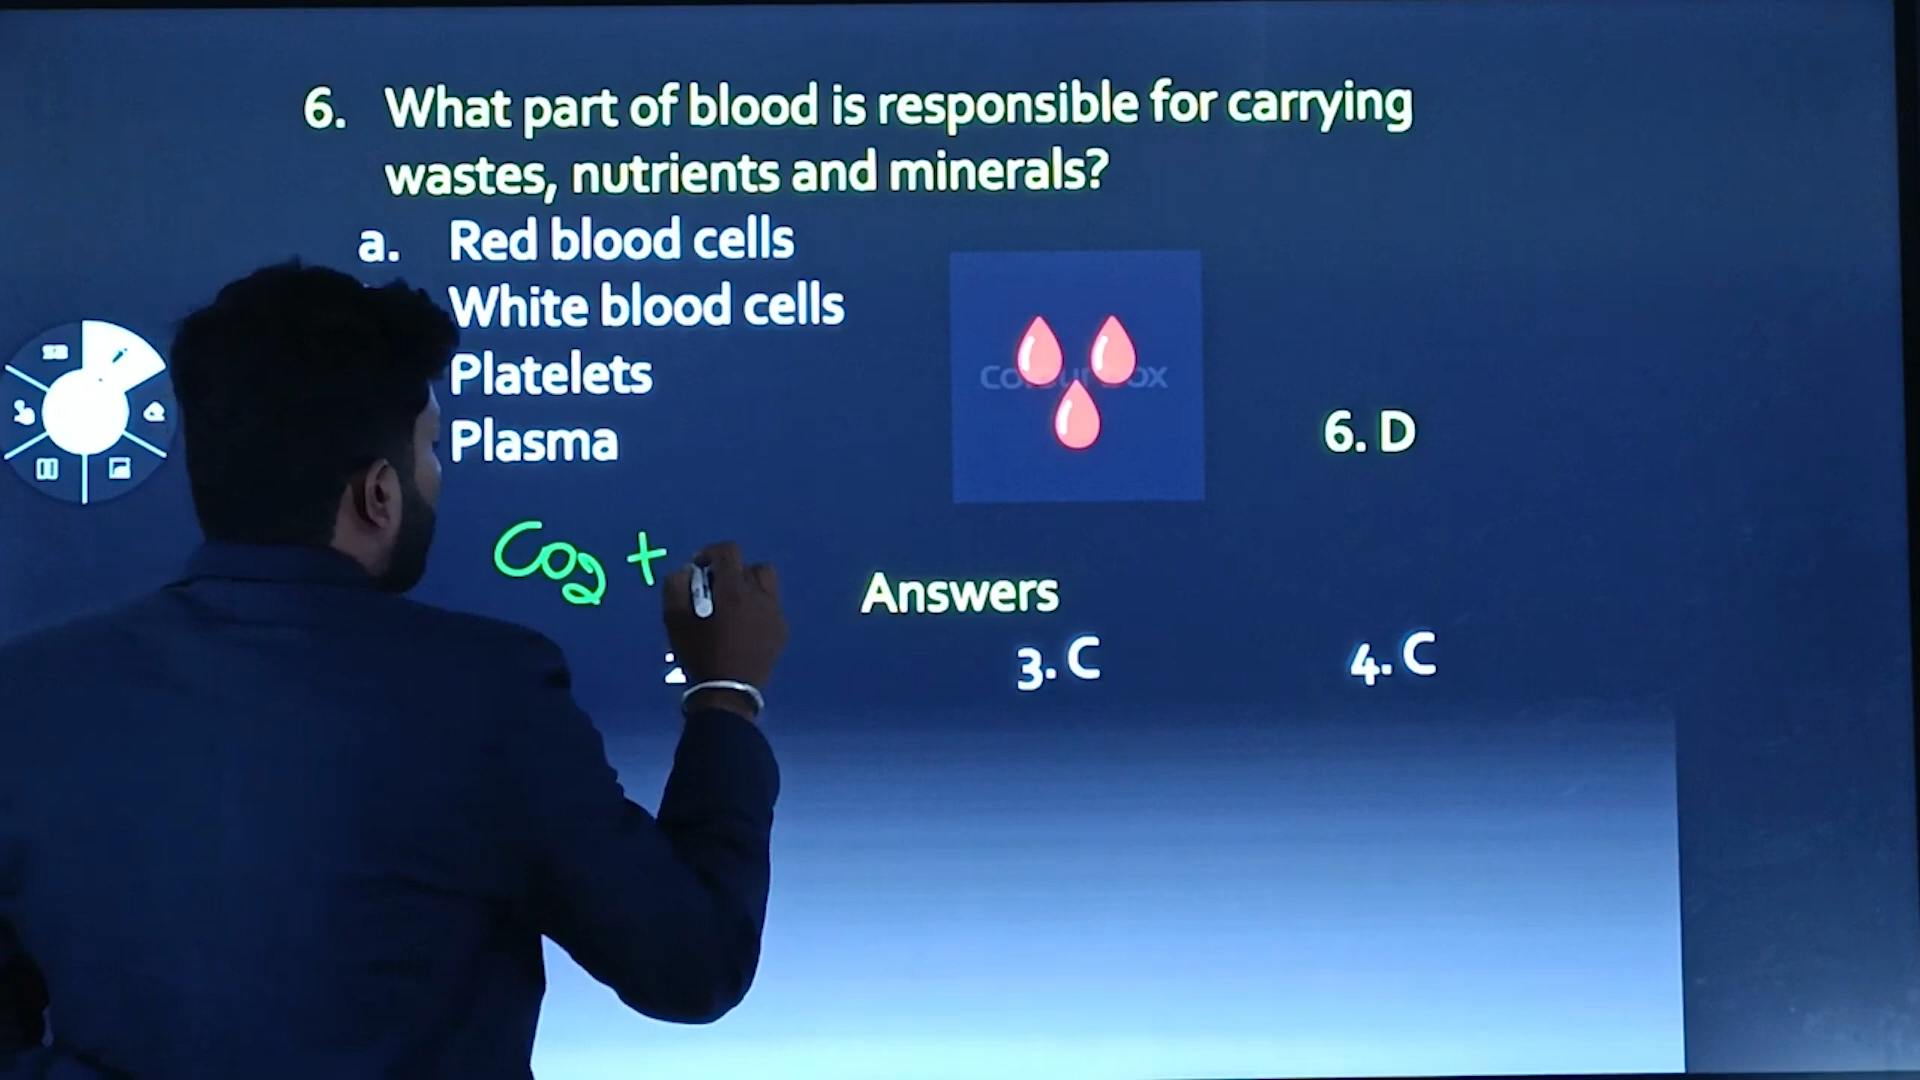 6. What part of blood is responsible for carrying
wastes, nutrients and minerals?
a. Red blood cells
White blood cells
Platelets
Plasma
6. D
Co2 +
Answers
3. C
4. C